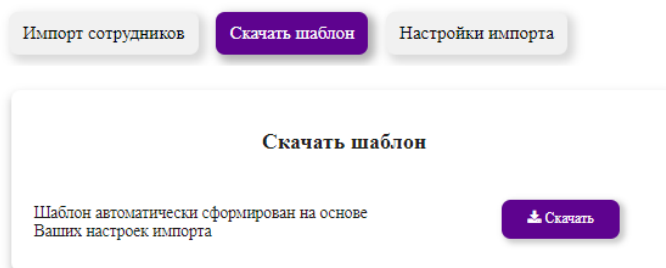 Импорт сотрудников Скачать шаблон Настройки импорта
Скачать шаблон
Шаблон автоматически сформирован на основе
Ваших настроек импорта
Скачать